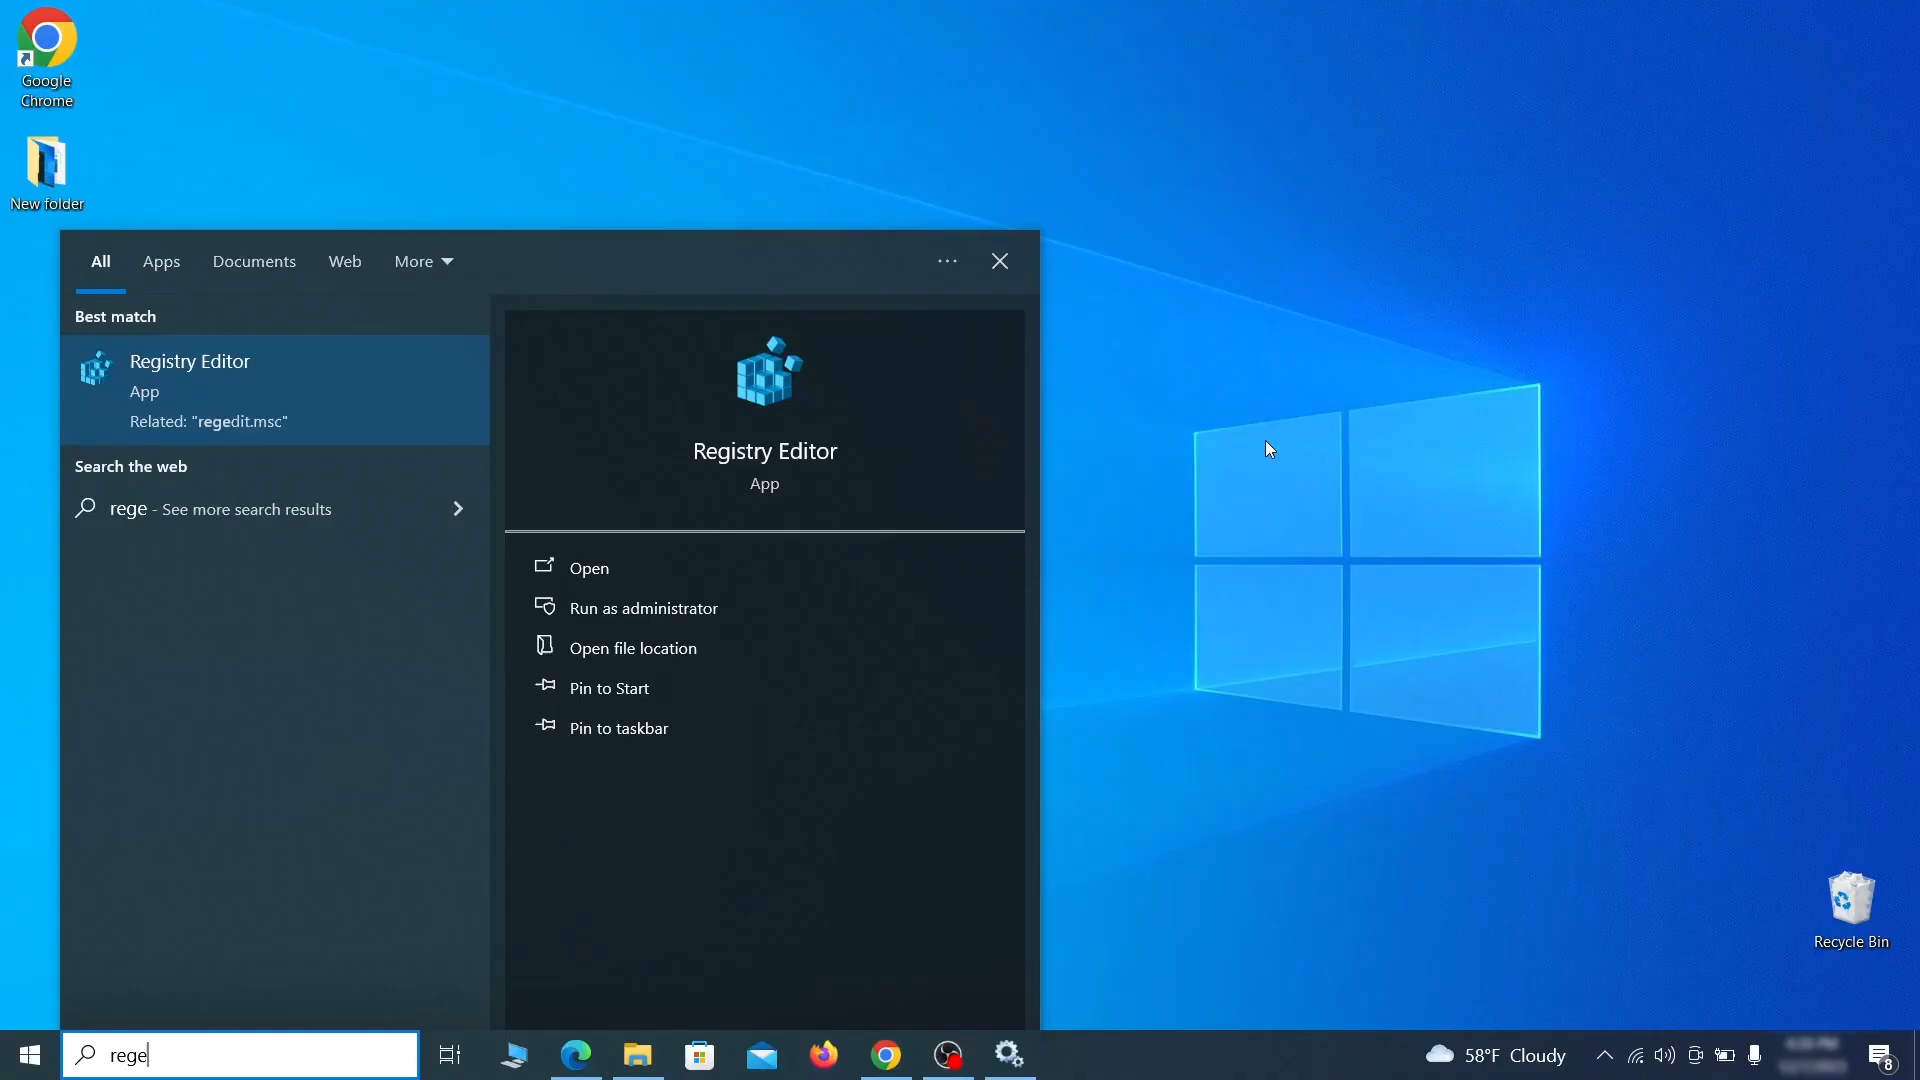 Google
Chrome
New folder
All Apps Documents Web More
Best match
Registry Editor
App
Related: "regedit.msc"
Search the web
rege - See more search results
Registry Editor
App
Open
Run as administrator
Open file location
Pin to Start
Pin to taskbar
Recycle Bin
rege
58°F Cloudy
8